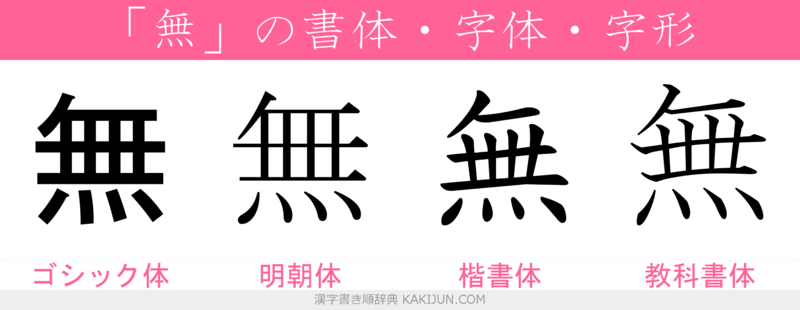 「無」の書体・字体・字形
無 無 無 無
ゴシック体 明朝体 楷書体 教科書体
漢字書き順辞典 KAKIJUN.COM